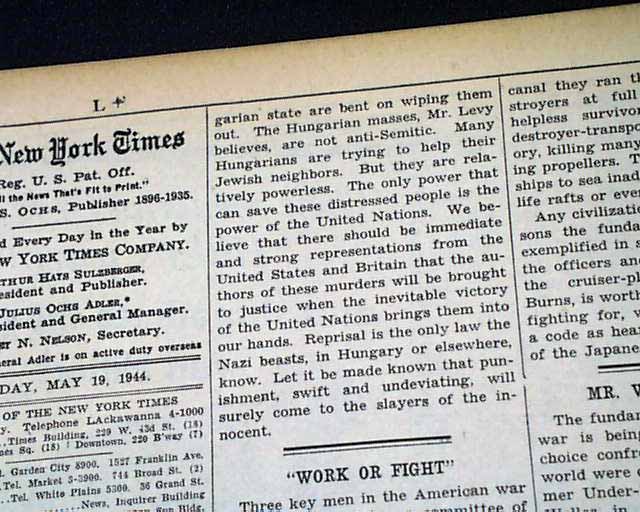 L+
New York Times
Reg. U. S. Pat. Off.
the News That's Fit to Print."
S. OCHS, Publisher 1896-1935.
Every Day in the Year by
YORK TIMES COMPANY.
HAYS SULZBERGER,
and Publisher.
JULIUS OCHS ADLER,*
and General Manager.
N. NELSON, Secretary.
Adler is on active duty overseas
MAY 19, 1944.
OF THE NEW YORK TIMES
Telephone LAckawanna 4-1000
Times Building, 229 W. 43d St. (18)
Sq. (18) Downtown, 220 B'way (7)
Garden City 8900. 1527 Franklin Ave.
Tel. Market 3-3900. 744 Broad St. (2)
Tel. White Plains 5300. 36 Grand St.
News, Inquirer Building
garian state are bent on wiping them
out. The Hungarian masses, Mr. Levy
believes, are not anti-Semitic. Many
Hungarians are trying to help their
Jewish neighbors. But they are rela-
tively powerless. The only power that
can save these distressed people is the
power of the United Nations. We be-
lieve that there should be immediate
and strong representations from the
United States and Britain that the au-
thors of these murders will be brought
to justice when the inevitable victory
of the United Nations brings them into
our hands. Reprisal is the only law the
Nazi beasts, in Hungary or elsewhere,
know. Let it be made known that pun-
ishment, swift and undeviating, will
surely come to the slayers of the in-
nocent.
"WORK OR FIGHT"
Three key men in the American war
committee of
canal they ran th
stroyers at full
helpless survivo
destroyer-transp
ory, killing many
ing propellers. T
ships to sea inad
life rafts or eve
Any civilizatio
sons the funda
exemplified in s
the officers and
the cruiser-p
Burns, is worth
fighting for, v
a code as hea
of the Japane
MR.
The fundar
war is being
choice confro
world were
mer Under-
in